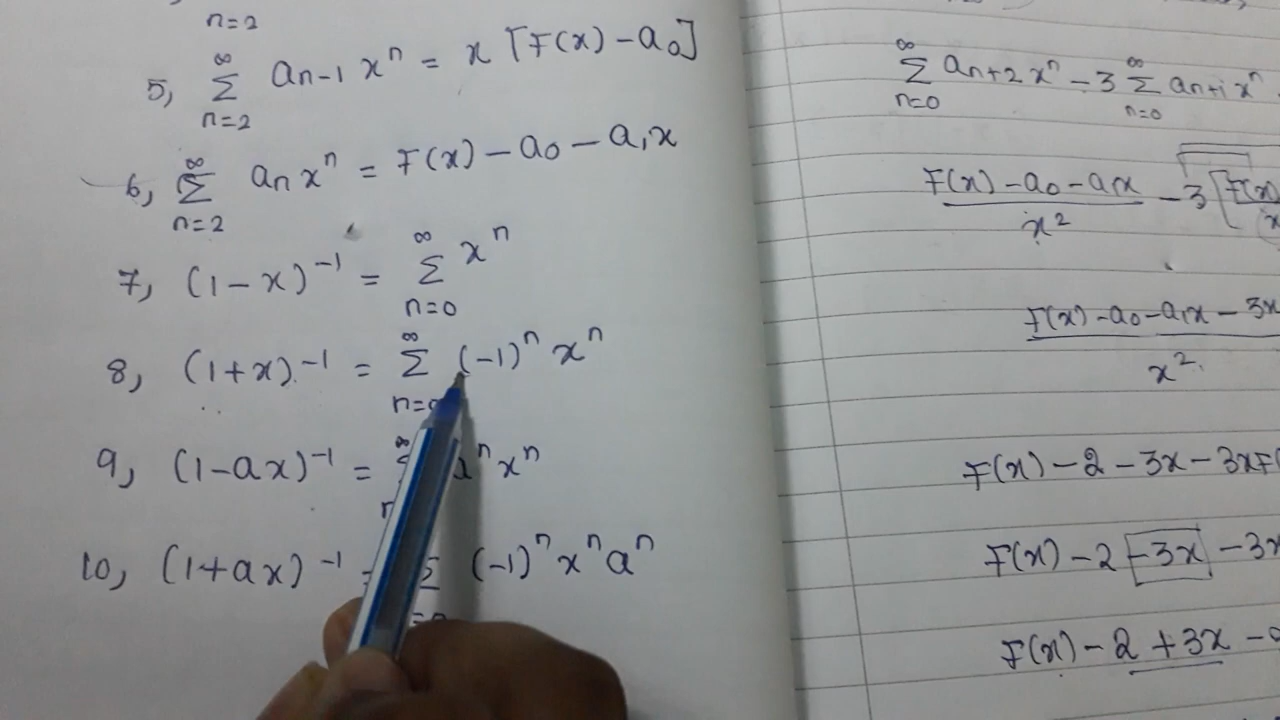 n=2
5, ∞ Σ n=2 an-1 xⁿ = x [F(x) - a₀]
6, ∞ Σ n=2 an xⁿ = F(x) - a₀ - a₁x
7, (1-x)⁻¹ = ∞ Σ n=0 xⁿ
8, (1+x)⁻¹ = ∞ Σ n= (-1)ⁿ xⁿ
9, (1-ax)⁻¹ = ∞ aⁿ xⁿ
10, (1+ax)⁻¹ = Σ (-1)ⁿ xⁿ aⁿ
∞ Σ n=0 an+2 xⁿ - 3 ∞ Σ n=0 an+1 xⁿ
F(x) - a₀ - a₁x / x² - 3 [F(x)
F(x) - a₀ - a₁x - 3x
x²
F(x) - 2 - 3x - 3xF(
F(x) - 2 -3x - 3x
F(x) - 2 + 3x -